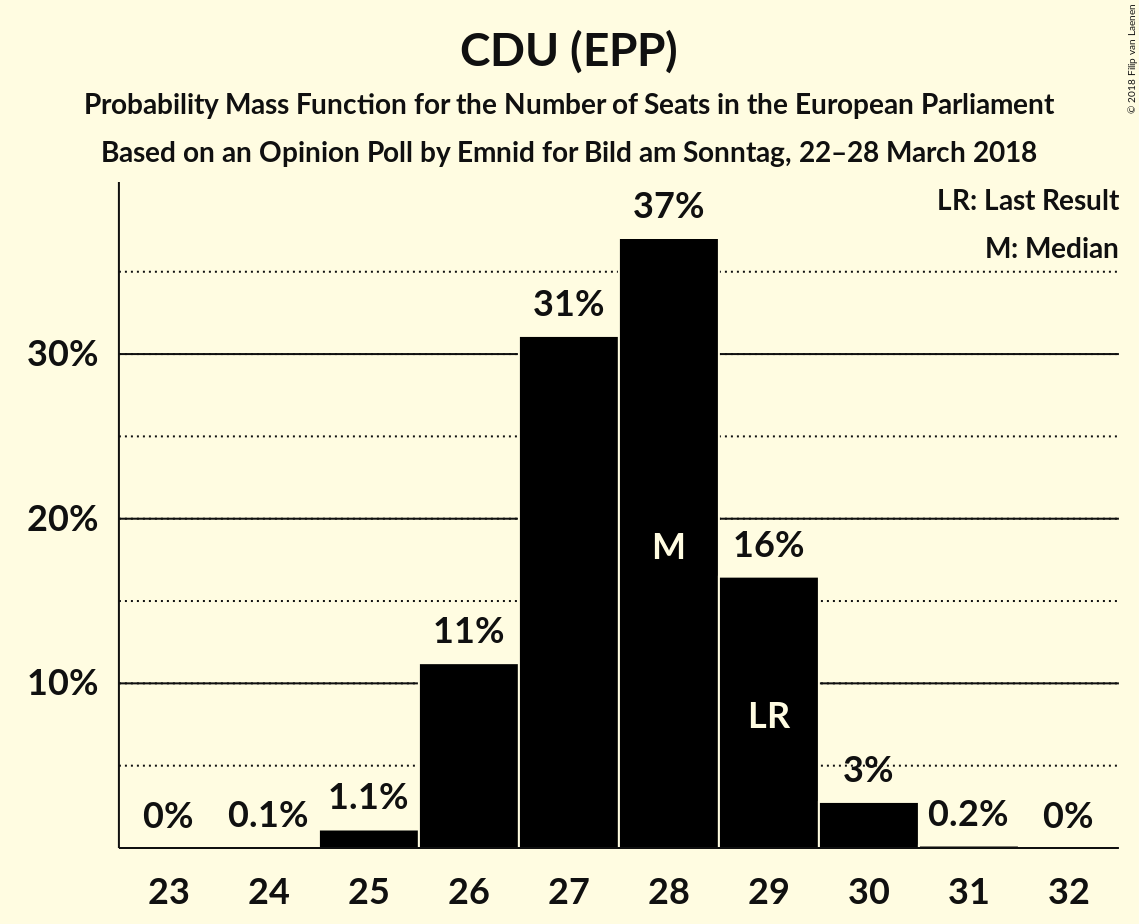 CDU (EPP)
Probability Mass Function for the Number of Seats in the European Parliament
Based on an Opinion Poll by Emnid for Bild am Sonntag, 22–28 March 2018
© 2018 Filip van Laenen
LR: Last Result
M: Median
37%
31%
30%
20%
M
16%
11%
10%
LR
3%
1.1%
0%
0.1%
0.2%
0%
23 24 25 26 27 28 29 30 31 32